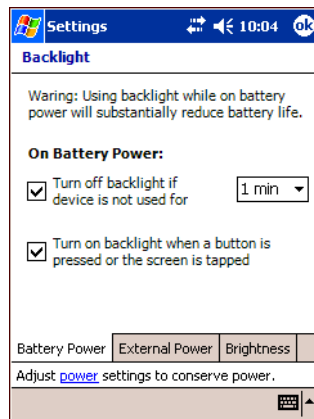 Settings 10:04 ok
Backlight
Waring: Using backlight while on battery
power will substantially reduce battery life.
On Battery Power:
Turn off backlight if
device is not used for
1 min
Turn on backlight when a button is
pressed or the screen is tapped
Battery Power External Power Brightness
Adjust power settings to conserve power.